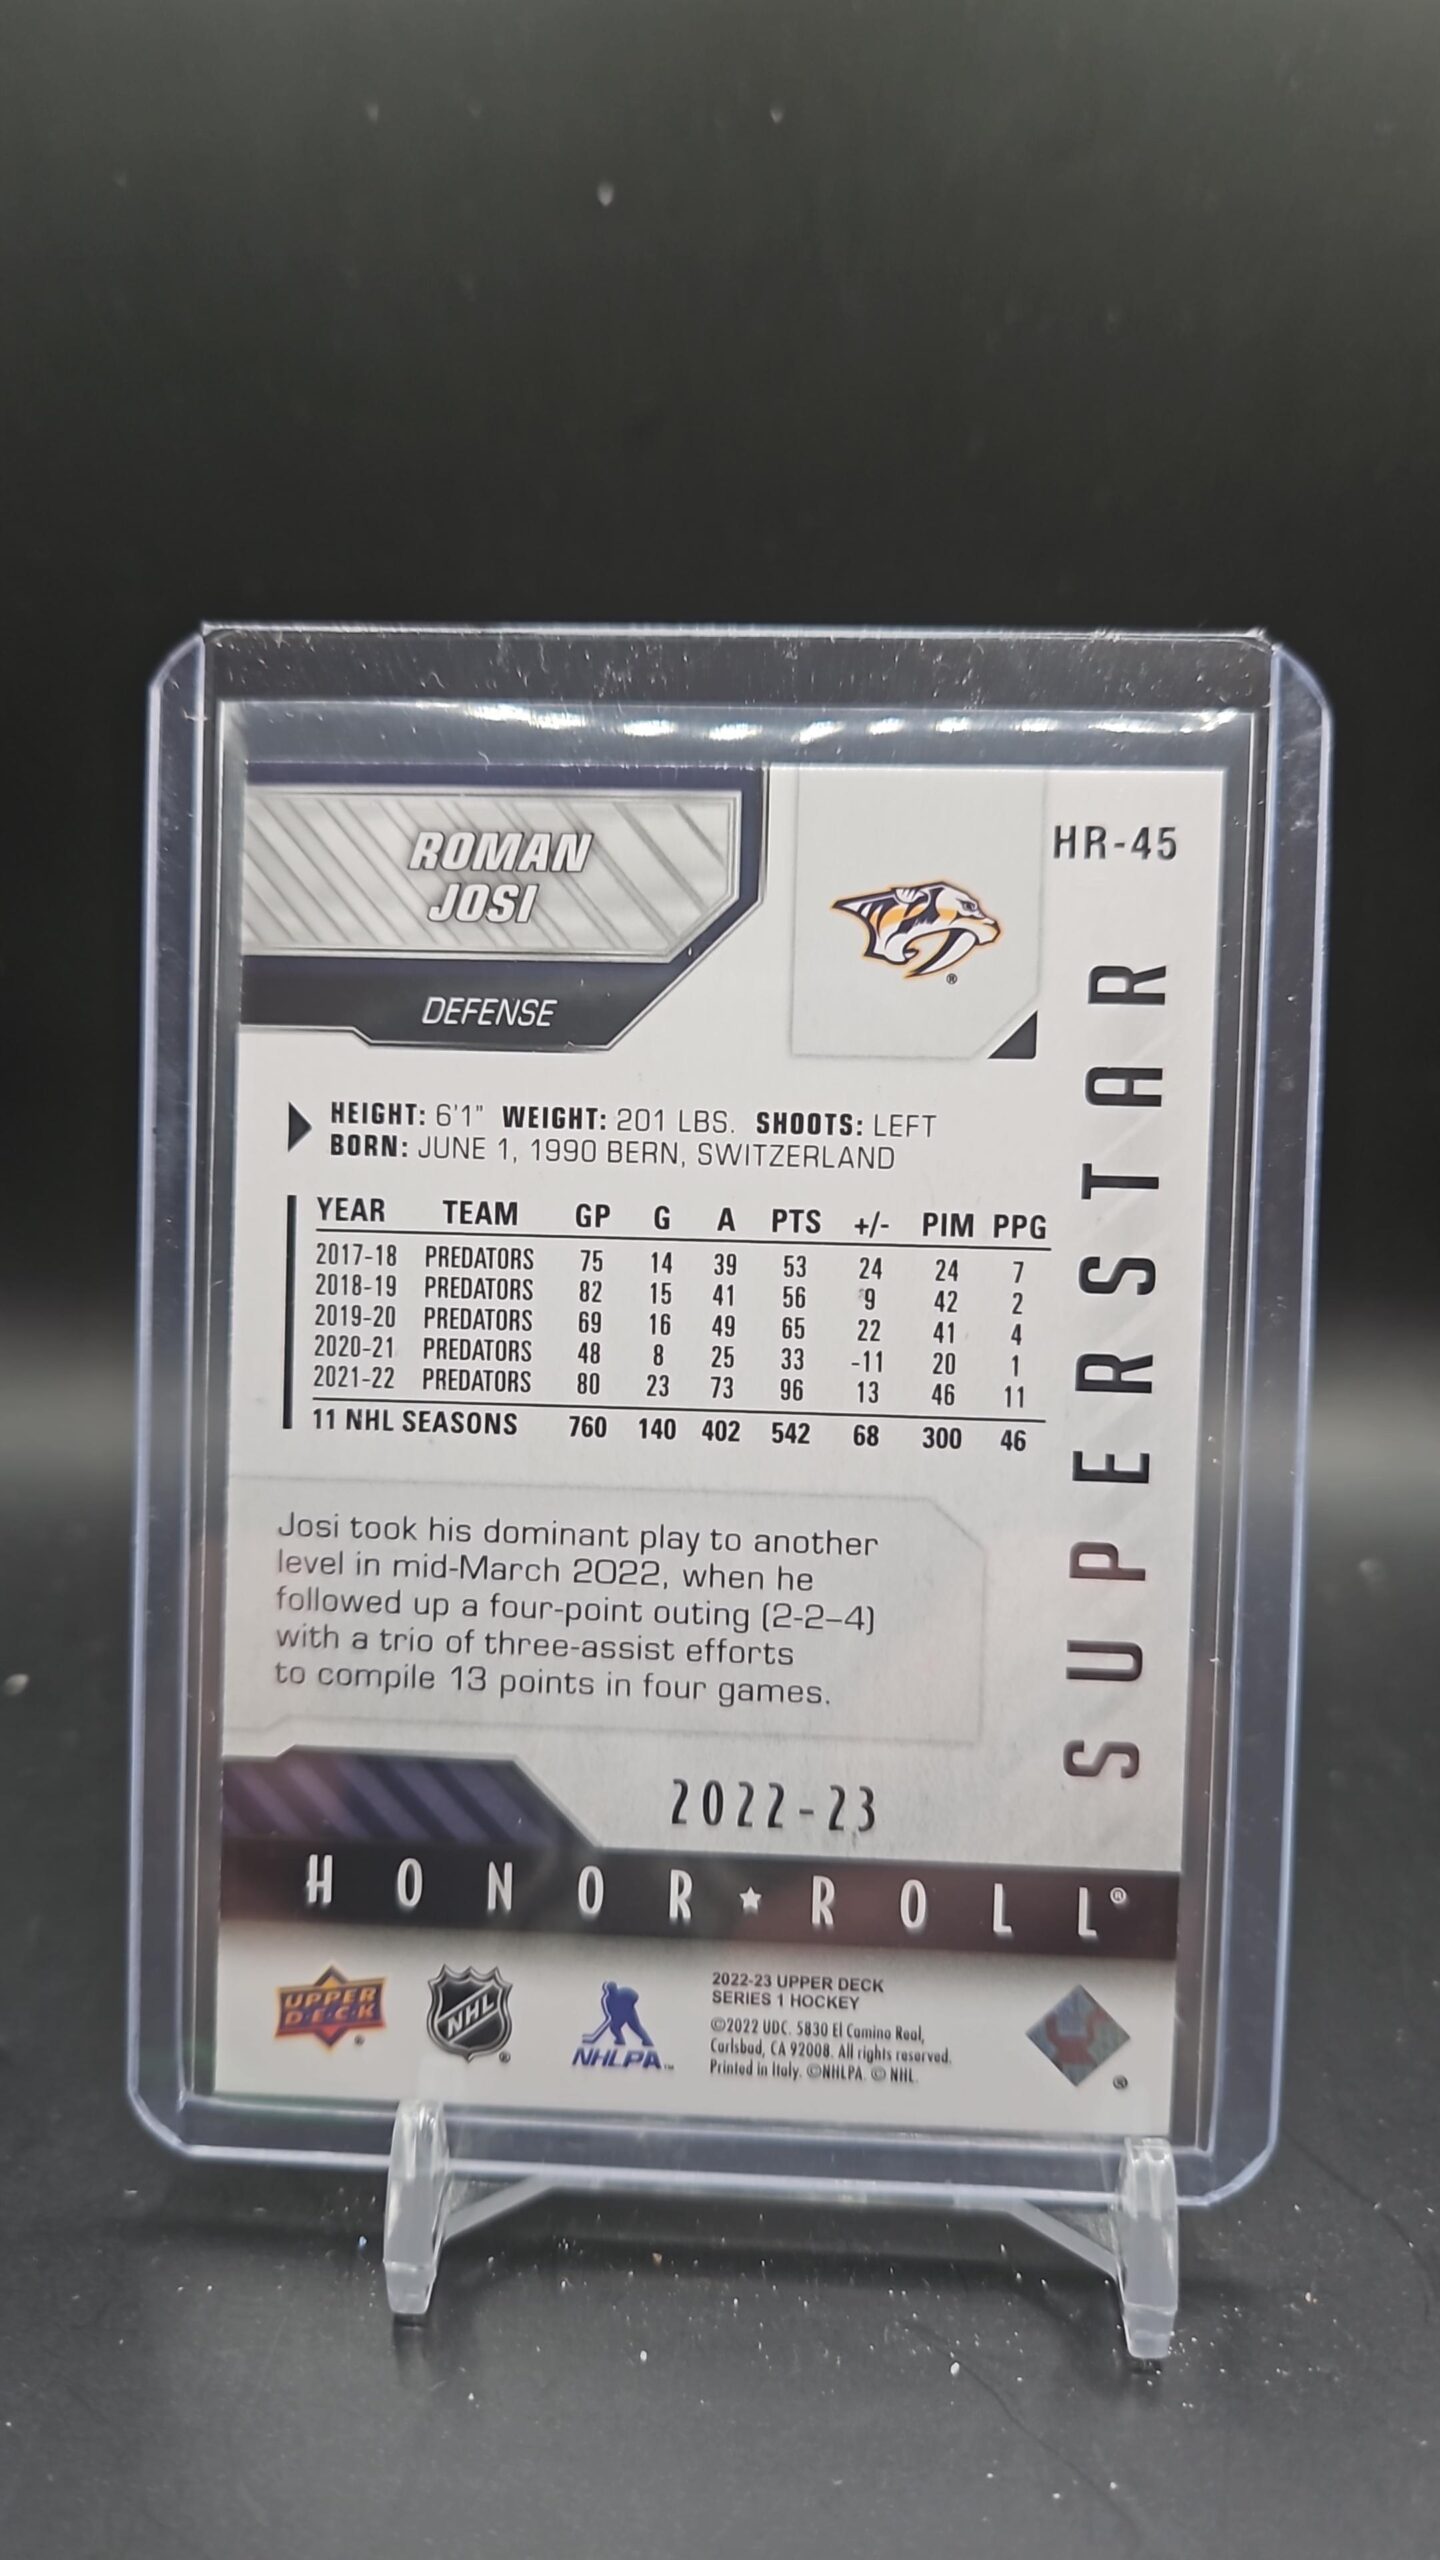 ROMAN
JOSI
DEFENSE
HR-45
SUPERSTAR
HEIGHT: 6'1" WEIGHT: 201 LBS. SHOOTS: LEFT
BORN: JUNE 1, 1990 BERN, SWITZERLAND
YEAR TEAM GP G A PTS +/- PIM PPG
2017-18 PREDATORS 75 14 39 53 24 24 7
2018-19 PREDATORS 82 15 41 56 9 42 2
2019-20 PREDATORS 69 16 49 65 22 41 4
2020-21 PREDATORS 48 8 25 33 -11 20 1
2021-22 PREDATORS 80 23 73 96 13 46 11
11 NHL SEASONS 760 140 402 542 68 300 46
Josi took his dominant play to another
level in mid-March 2022, when he
followed up a four-point outing (2-2–4)
with a trio of three-assist efforts
to compile 13 points in four games.
2022-23
HONOR★ROLL®
UPPER
D·E·C·K
®
NHL
®
NHLPA™
2022-23 UPPER DECK
SERIES 1 HOCKEY
©2022 UDC. 5830 El Camino Real,
Carlsbad, CA 92008. All rights reserved.
Printed in Italy. ©NHLPA. © NHL.
®